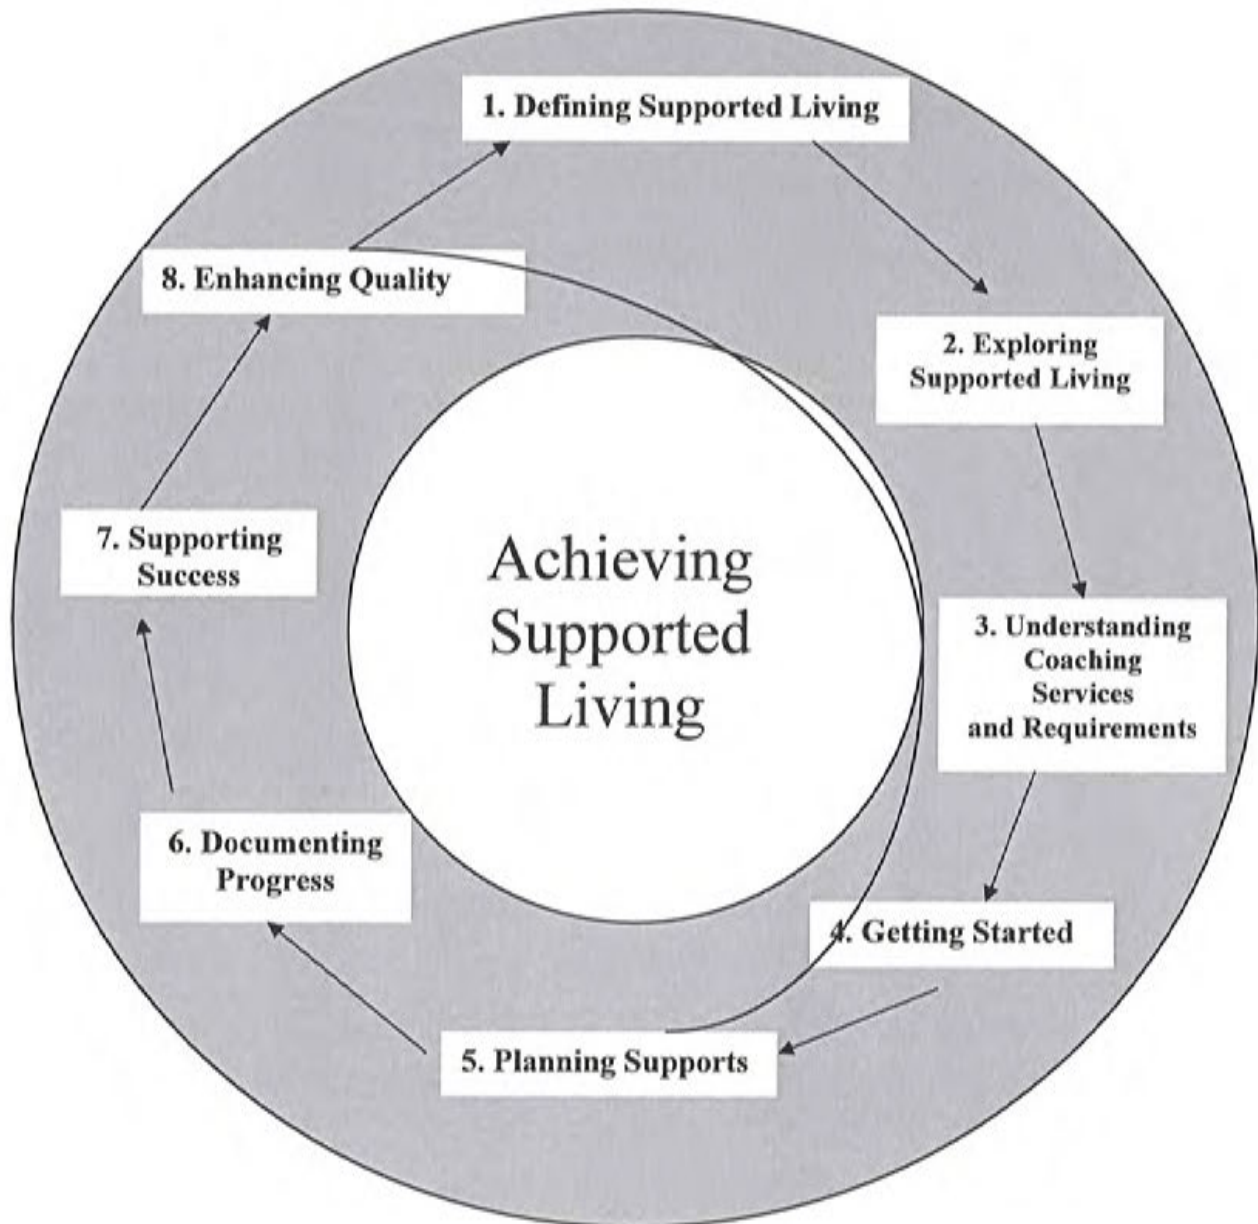 1. Defining Supported Living
2. Exploring
Supported Living
3. Understanding
Coaching
Services
and Requirements
4. Getting Started
5. Planning Supports
6. Documenting
Progress
7. Supporting
Success
8. Enhancing Quality
Achieving
Supported
Living